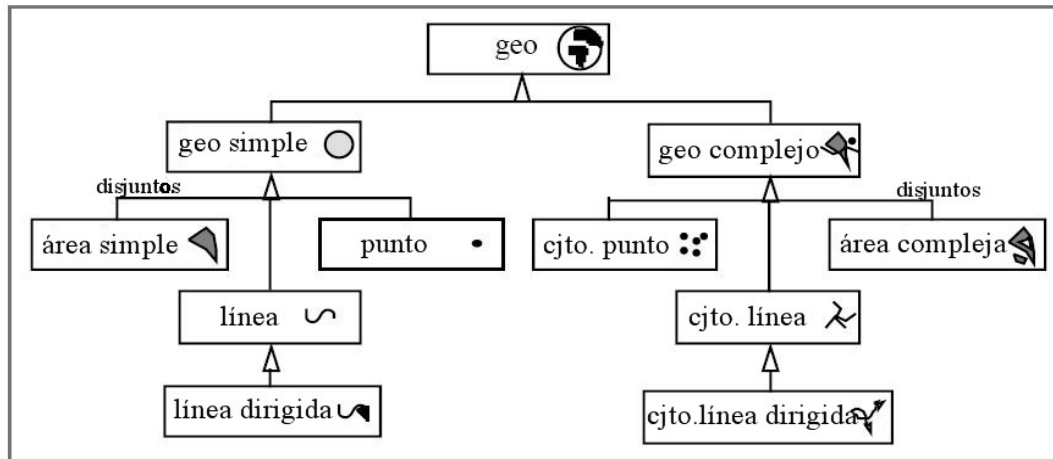 geo
geo simple
geo complejo
disjuntos
disjuntos
área simple
punto
cjto. punto
área compleja
línea
cjto. línea
línea dirigida
cjto.línea dirigida